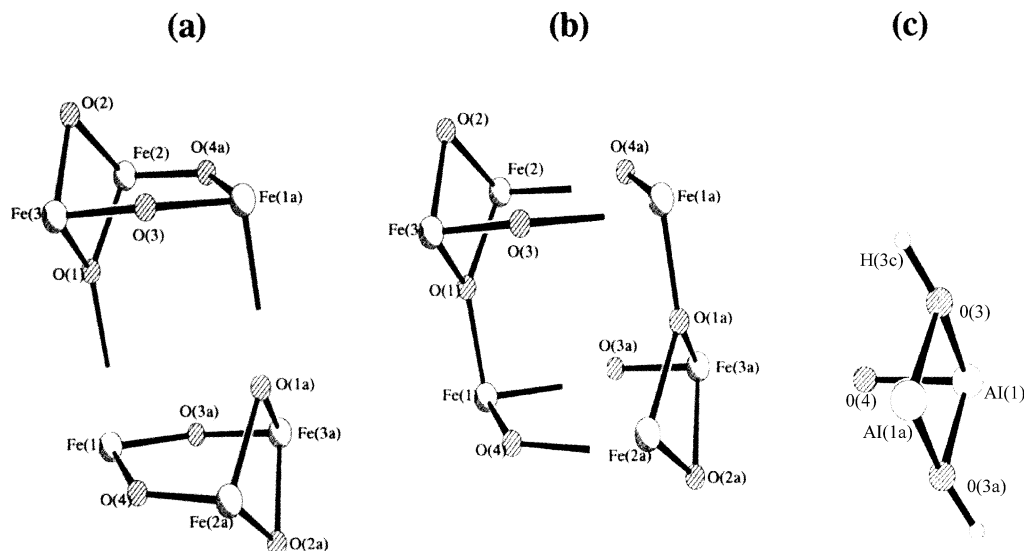 (a)
(b)
(c)
O(2)
Fe(2)
O(4a)
Fe(3)
O(3)
Fe(1a)
O(1)
O(1a)
O(3a)
Fe(1)
Fe(3a)
O(4)
Fe(2a)
O(2a)
O(2)
Fe(2)
O(4a)
Fe(1a)
Fe(3)
O(3)
O(1)
O(1a)
O(3a)
Fe(3a)
Fe(1)
O(4)
Fe(2a)
O(2a)
H(3c)
0(3)
0(4)
AI(1)
AI(1a)
0(3a)